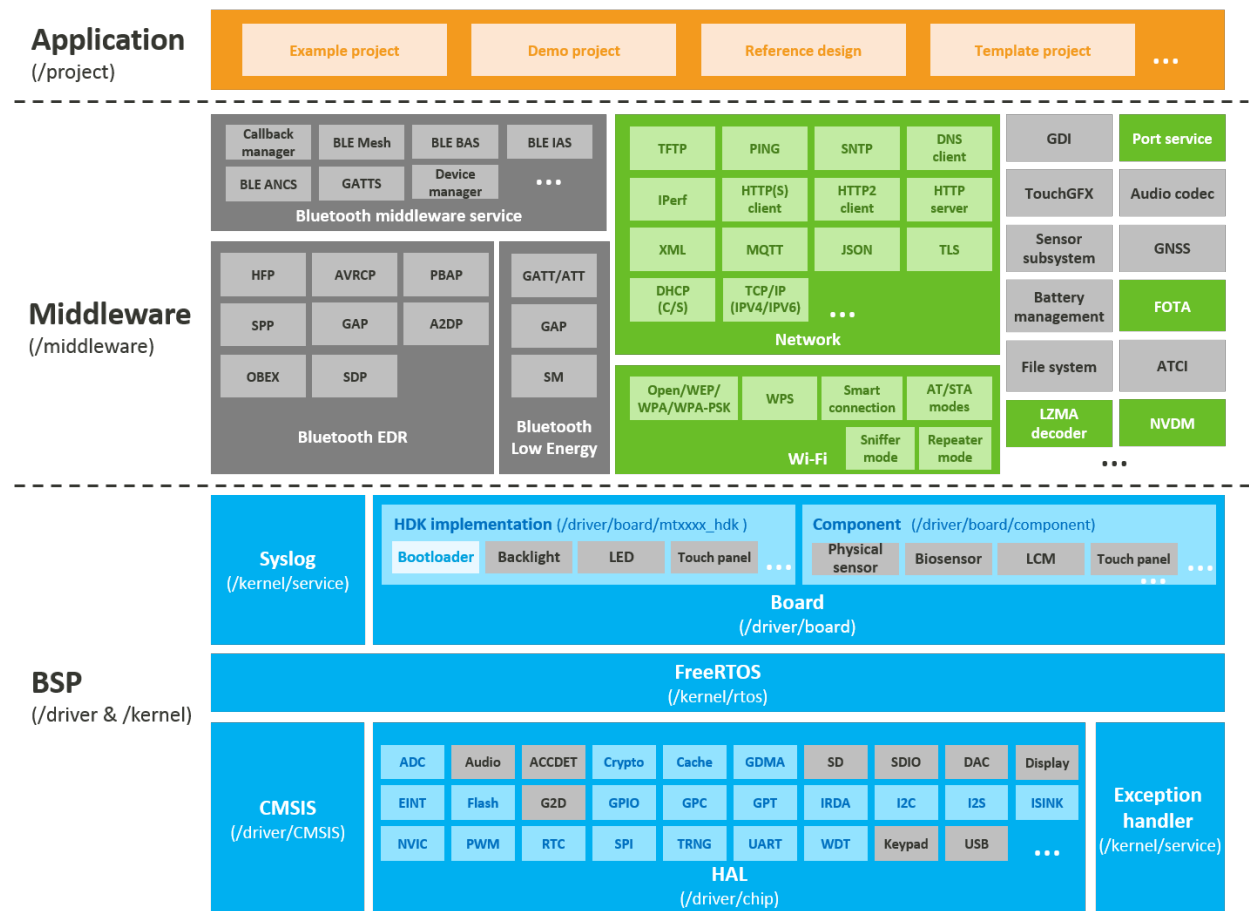 Application
(/project)
Example project
Demo project
Reference design
Template project
...
Middleware
(/middleware)
Callback
manager
BLE Mesh
BLE BAS
BLE IAS
BLE ANCS
GATTS
Device
manager
...
Bluetooth middleware service
HFP
AVRCP
PBAP
SPP
GAP
A2DP
OBEX
SDP
Bluetooth EDR
GATT/ATT
GAP
SM
Bluetooth
Low Energy
TFTP
PING
SNTP
DNS
client
IPerf
HTTP(S)
client
HTTP2
client
HTTP
server
XML
MQTT
JSON
TLS
DHCP
(C/S)
TCP/IP
(IPV4/IPV6)
...
Network
Open/WEP/
WPA/WPA-PSK
WPS
Smart
connection
AT/STA
modes
Sniffer
mode
Repeater
mode
Wi-Fi
GDI
Port service
TouchGFX
Audio codec
Sensor
subsystem
GNSS
Battery
management
FOTA
File system
ATCI
LZMA
decoder
NVDM
...
BSP
(/driver & /kernel)
Syslog
(/kernel/service)
HDK implementation (/driver/board/mtxxxx_hdk )
Bootloader
Backlight
LED
Touch panel
...
Component (/driver/board/component)
Physical
sensor
Biosensor
LCM
Touch panel
...
...
Board
(/driver/board)
FreeRTOS
(/kernel/rtos)
CMSIS
(/driver/CMSIS)
ADC
Audio
ACCDET
Crypto
Cache
GDMA
SD
SDIO
DAC
Display
EINT
Flash
G2D
GPIO
GPC
GPT
IRDA
I2C
I2S
ISINK
NVIC
PWM
RTC
SPI
TRNG
UART
WDT
Keypad
USB
...
HAL
(/driver/chip)
Exception
handler
(/kernel/service)